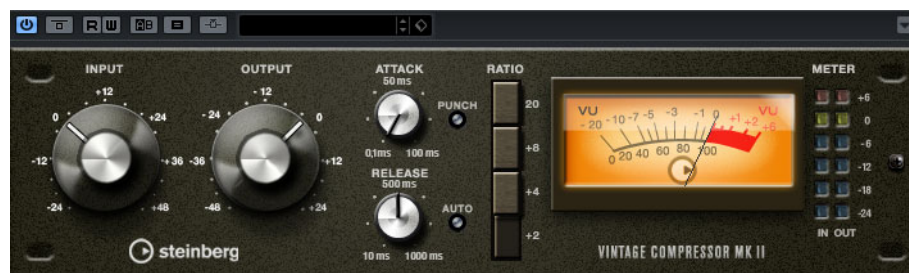 R W AB
INPUT
+12
0
+24
-12
+36
-24
+48
OUTPUT
-12
-24
0
-36
+12
-48
+24
ATTACK
50 ms
PUNCH
0,1ms 100 ms
RELEASE
500 ms
AUTO
10 ms 1000 ms
RATIO
20
+8
+4
+2
VU VU
-20 -10 -7 -5 -3 -1 0 +1 +2 +6
0 20 40 60 80 100
METER
+6
0
-6
-12
-18
-24
IN OUT
steinberg
VINTAGE COMPRESSOR MK II